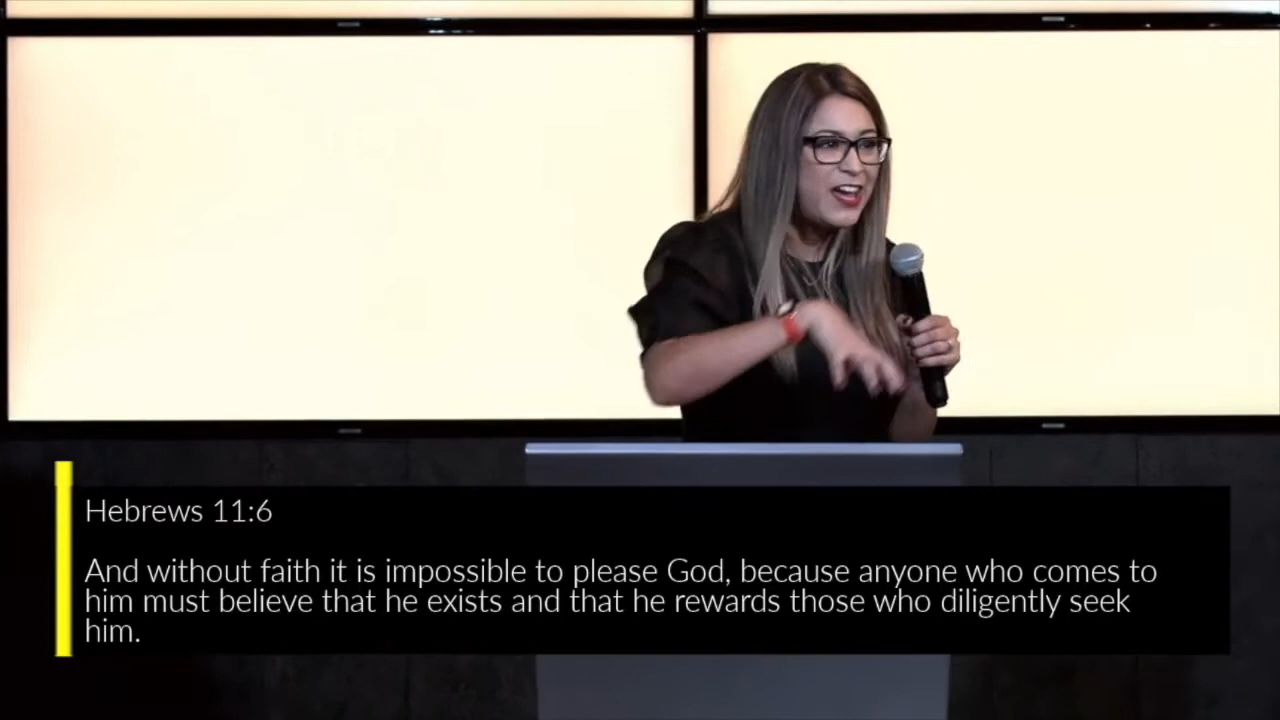 Hebrews 11:6
And without faith it is impossible to please God, because anyone who comes to
him must believe that he exists and that he rewards those who diligently seek
him.